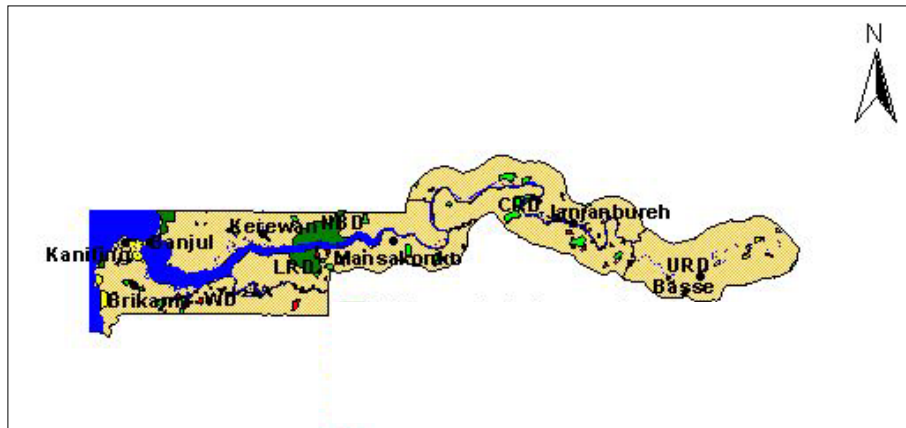 N
CRD
Janjanbureh
Kerewan
NBD
Banjul
Kanifing
Mansakonko
LRD
URD
Basse
Brikama
WD